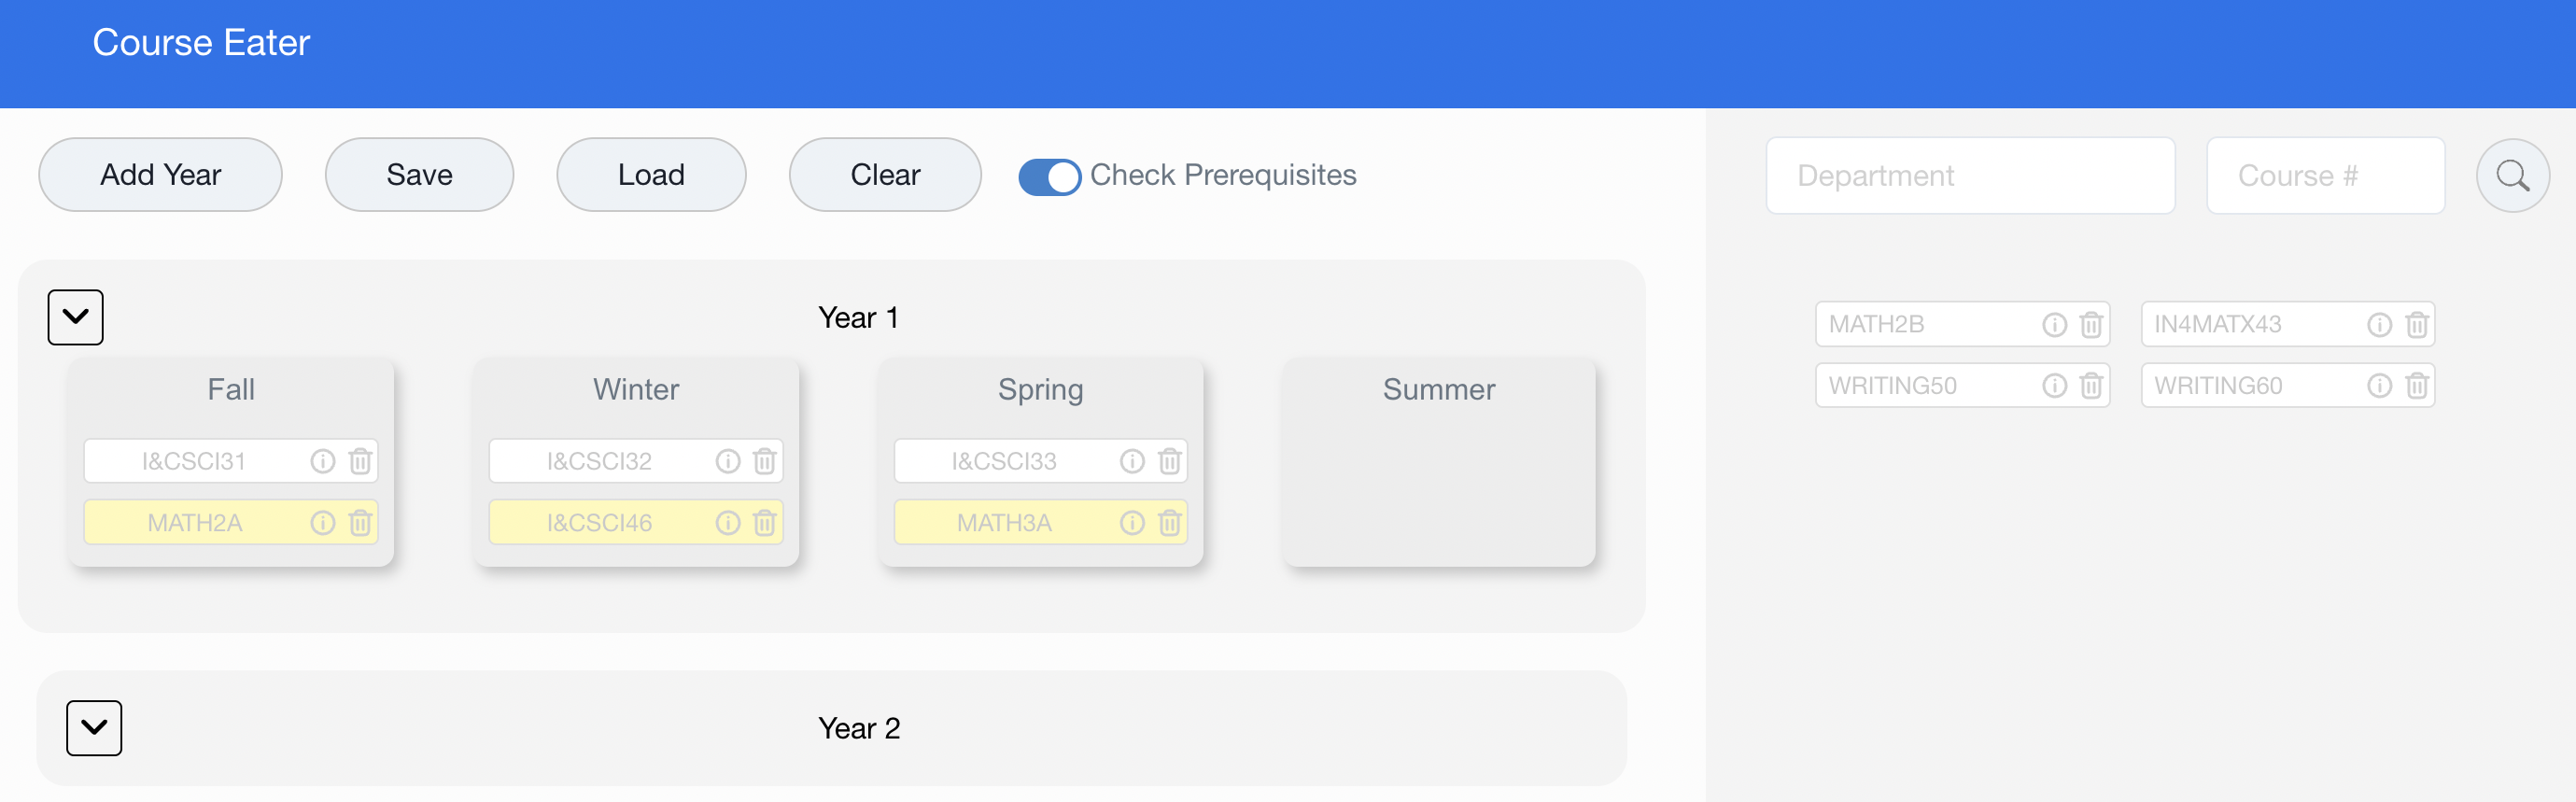 Course Eater
Add Year Save Load Clear Check Prerequisites
Department Course #
Year 1
Fall Winter Spring Summer
I&CSCI31 I&CSCI32 I&CSCI33
MATH2A I&CSCI46 MATH3A
Year 2
MATH2B IN4MATX43
WRITING50 WRITING60